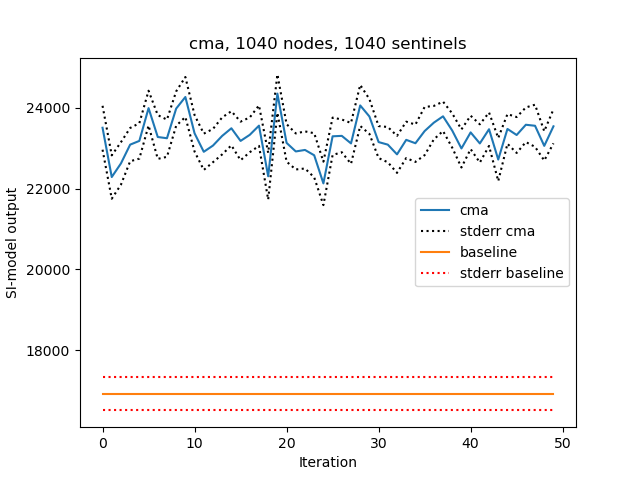 cma, 1040 nodes, 1040 sentinels
SI-model output
24000
22000
20000
18000
cma
stderr cma
baseline
stderr baseline
0 10 20 30 40 50
Iteration